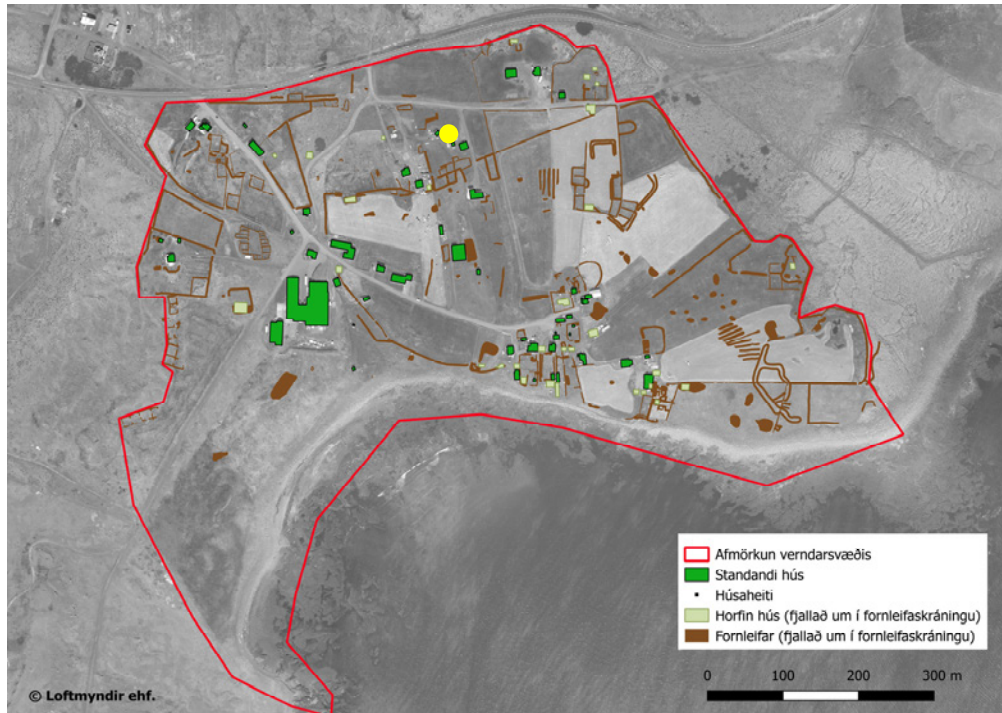 Afmörkun verndarsvæðis
Standandi hús
Húsaheiti
Horfin hús (fjallað um í fornleifaskráningu)
Fornleifar (fjallað um í fornleifaskráningu)
0 100 200 300 m
© Loftmyndir ehf.